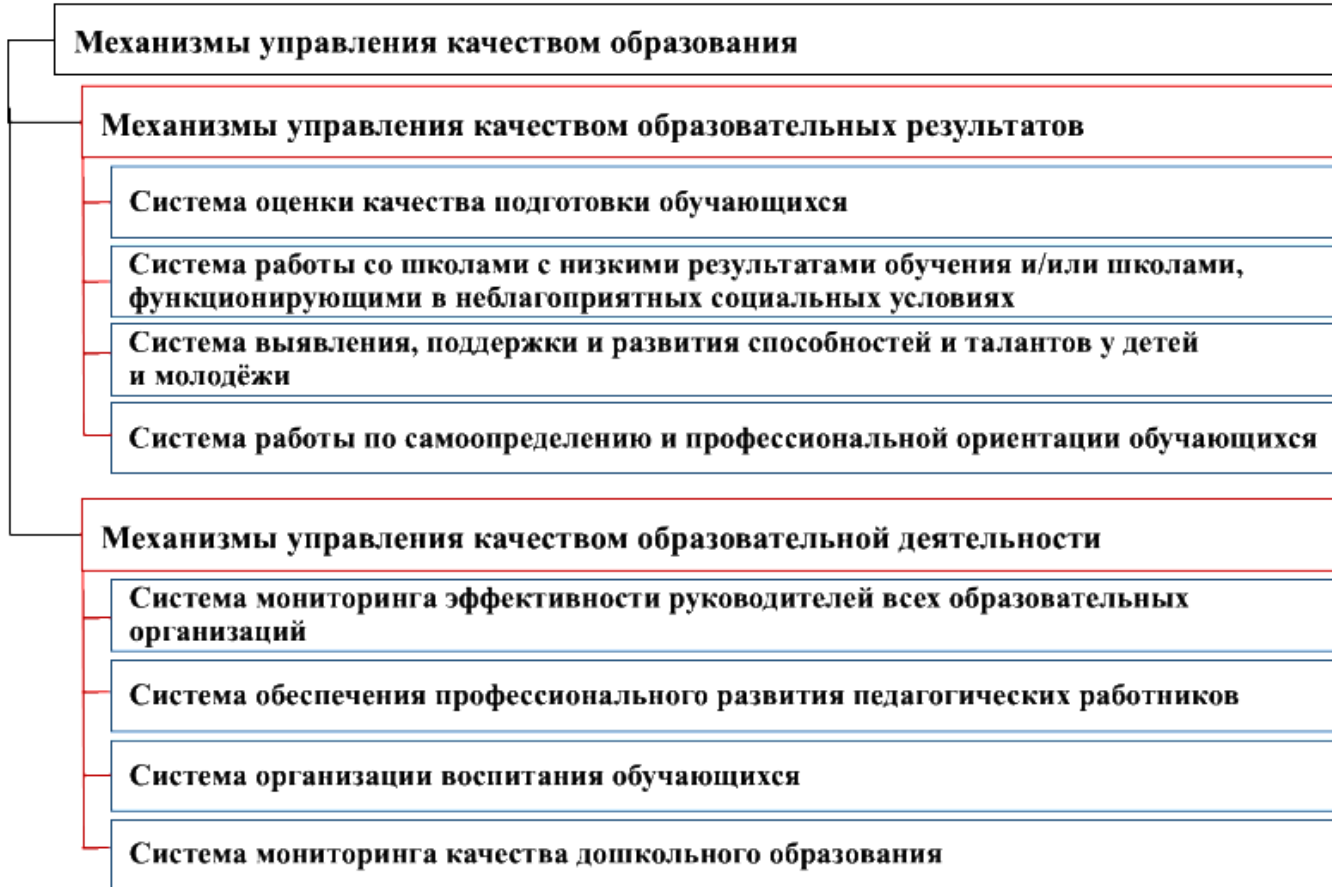 Механизмы управления качеством образования
Механизмы управления качеством образовательных результатов
Система оценки качества подготовки обучающихся
Система работы со школами с низкими результатами обучения и/или школами,
функционирующими в неблагоприятных социальных условиях
Система выявления, поддержки и развития способностей и талантов у детей
и молодёжи
Система работы по самоопределению и профессиональной ориентации обучающихся
Механизмы управления качеством образовательной деятельности
Система мониторинга эффективности руководителей всех образовательных
организаций
Система обеспечения профессионального развития педагогических работников
Система организации воспитания обучающихся
Система мониторинга качества дошкольного образования